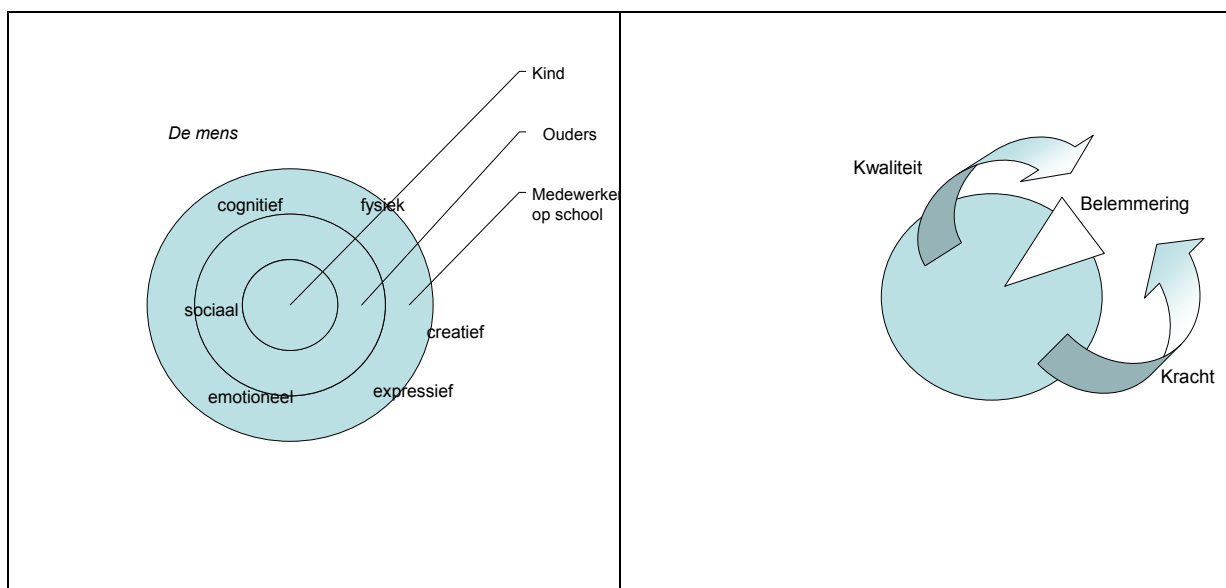 Kind
De mens
Ouders
cognitief
fysiek
Medewerker
op school
sociaal
creatief
emotioneel
expressief
Kwaliteit
Belemmering
Kracht